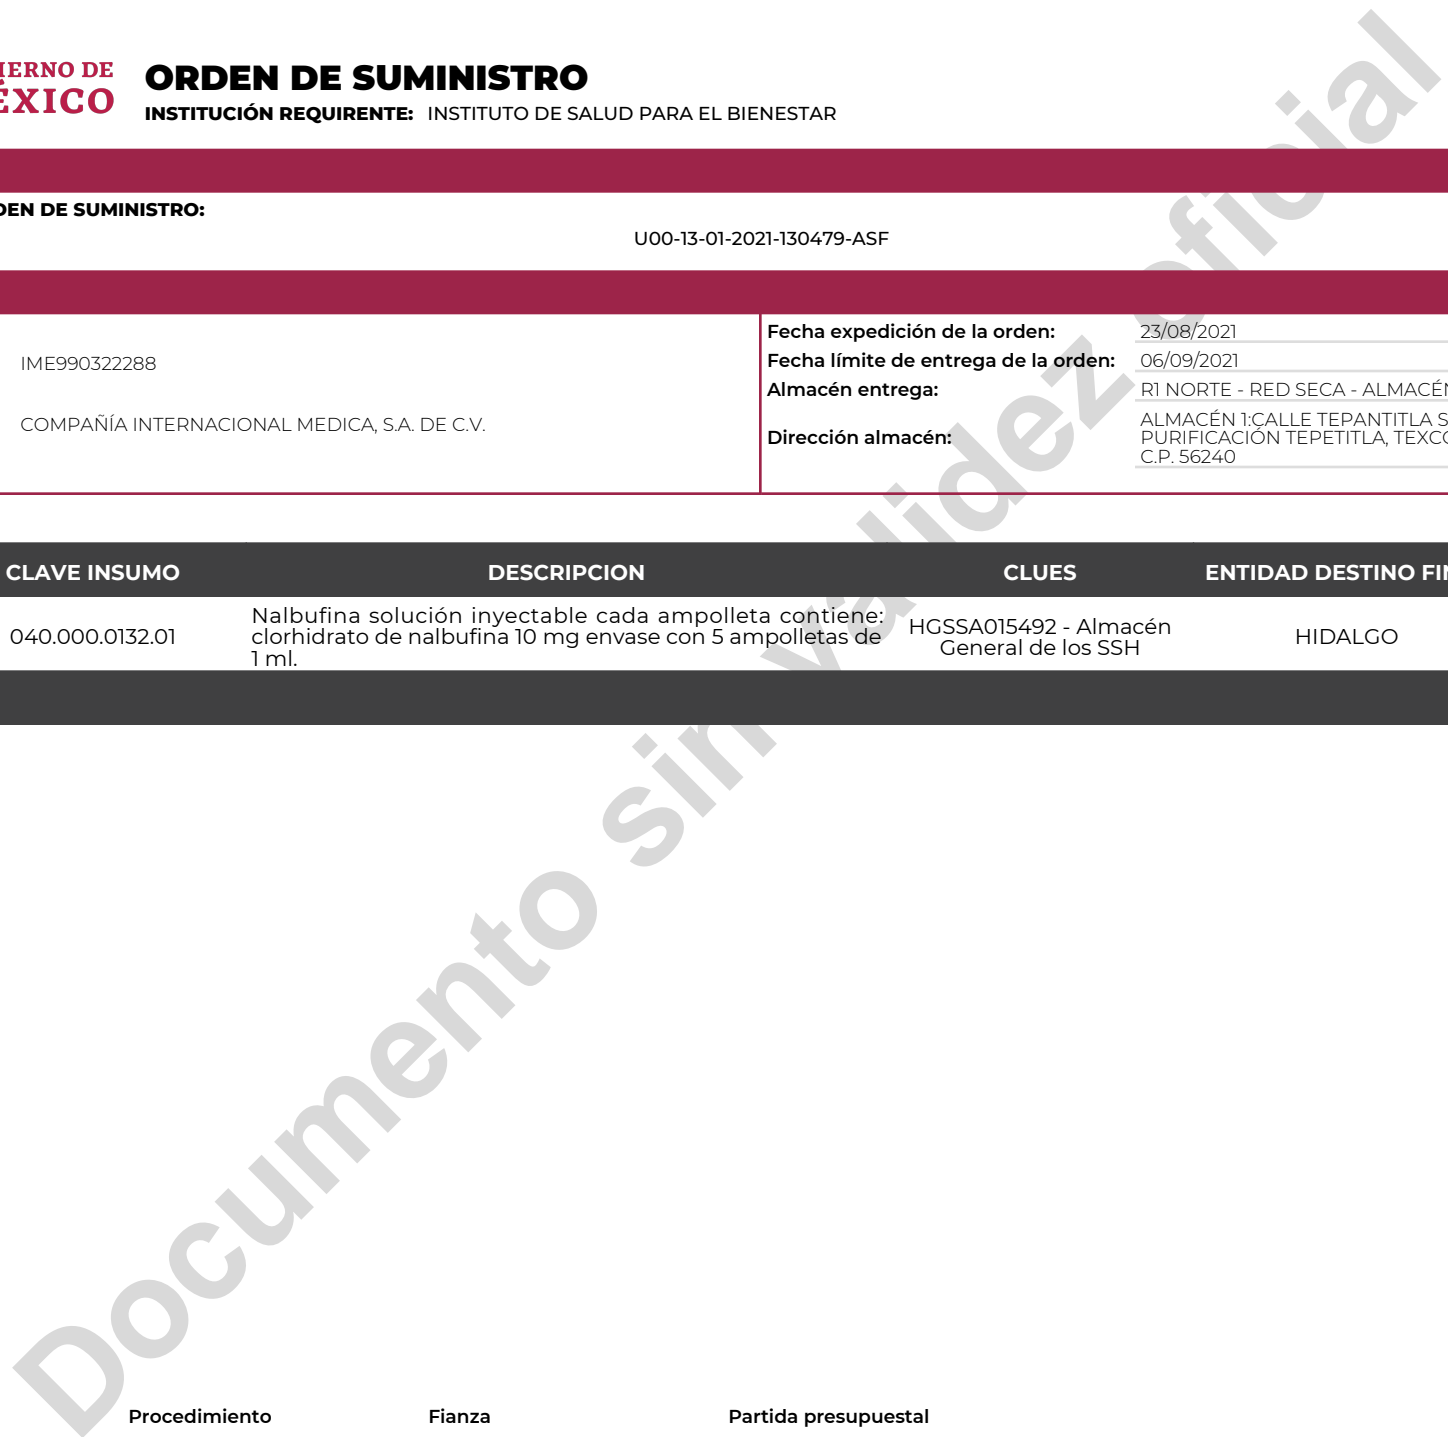 IERNO DE
ÉXICO
ORDEN DE SUMINISTRO
INSTITUCIÓN REQUIRENTE: INSTITUTO DE SALUD PARA EL BIENESTAR
DEN DE SUMINISTRO:
U00-13-01-2021-130479-ASF
IME990322288
COMPAÑÍA INTERNACIONAL MEDICA, S.A. DE C.V.
Fecha expedición de la orden: 23/08/2021
Fecha límite de entrega de la orden: 06/09/2021
Almacén entrega: R1 NORTE - RED SECA - ALMACÉN
Dirección almacén: ALMACÉN 1:CALLE TEPANTITLA S
PURIFICACIÓN TEPETITLA, TEXCO
C.P. 56240
CLAVE INSUMO DESCRIPCION CLUES ENTIDAD DESTINO FIN
040.000.0132.01
Nalbufina solución inyectable cada ampolleta contiene:
clorhidrato de nalbufina 10 mg envase con 5 ampolletas de
1 ml.
HGSSA015492 - Almacén
General de los SSH
HIDALGO
Documento sin validez oficial
Procedimiento Fianza Partida presupuestal